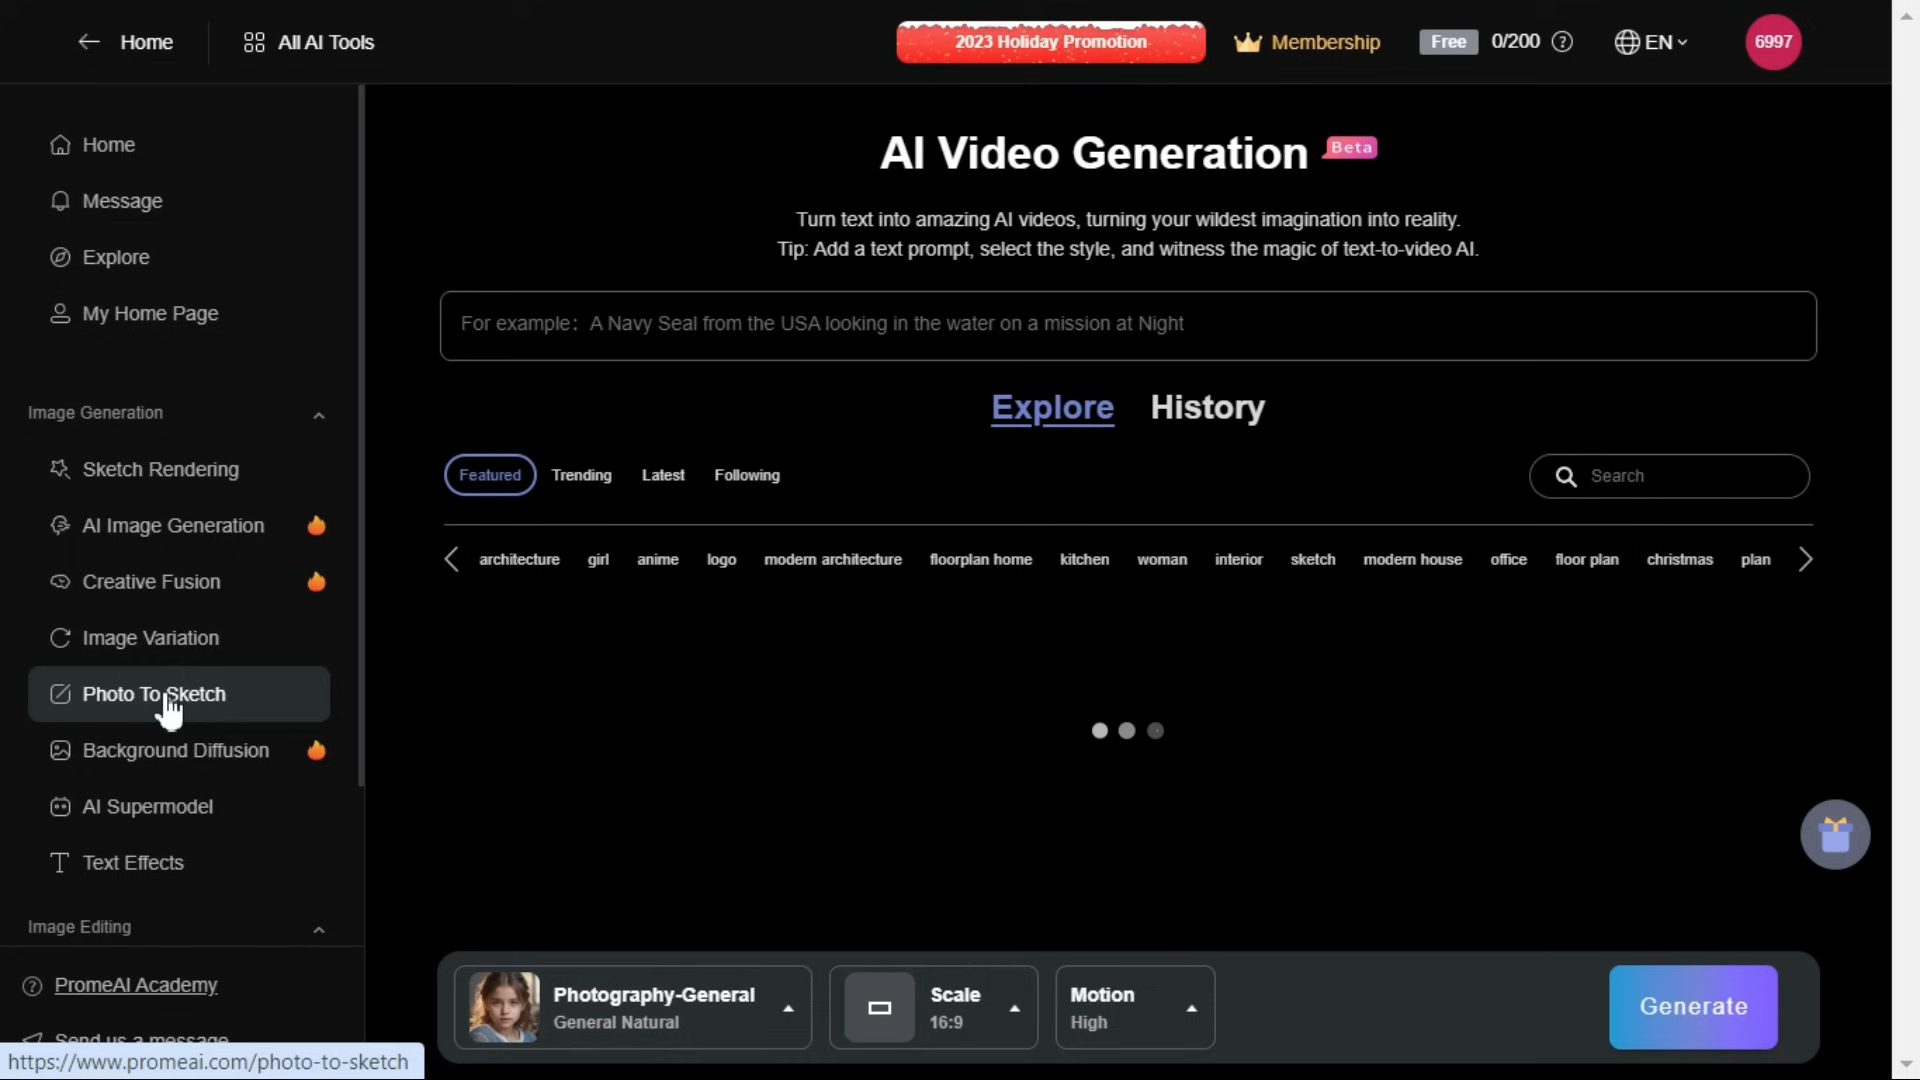 Home
All AI Tools
2023 Holiday Promotion
Membership
Free
0/200
EN
6997
Home
Message
Explore
My Home Page
Image Generation
Sketch Rendering
AI Image Generation
Creative Fusion
Image Variation
Photo To Sketch
Background Diffusion
AI Supermodel
Text Effects
Image Editing
PromeAI Academy
Send us a message
https://www.promeai.com/photo-to-sketch
AI Video Generation
Beta
Turn text into amazing AI videos, turning your wildest imagination into reality.
Tip: Add a text prompt, select the style, and witness the magic of text-to-video AI.
For example: A Navy Seal from the USA looking in the water on a mission at Night
Explore History
Featured Trending Latest Following
Search
architecture girl anime logo modern architecture floorplan home kitchen woman interior sketch modern house office floor plan christmas plan
Photography-General
General Natural
Scale
16:9
Motion
High
Generate